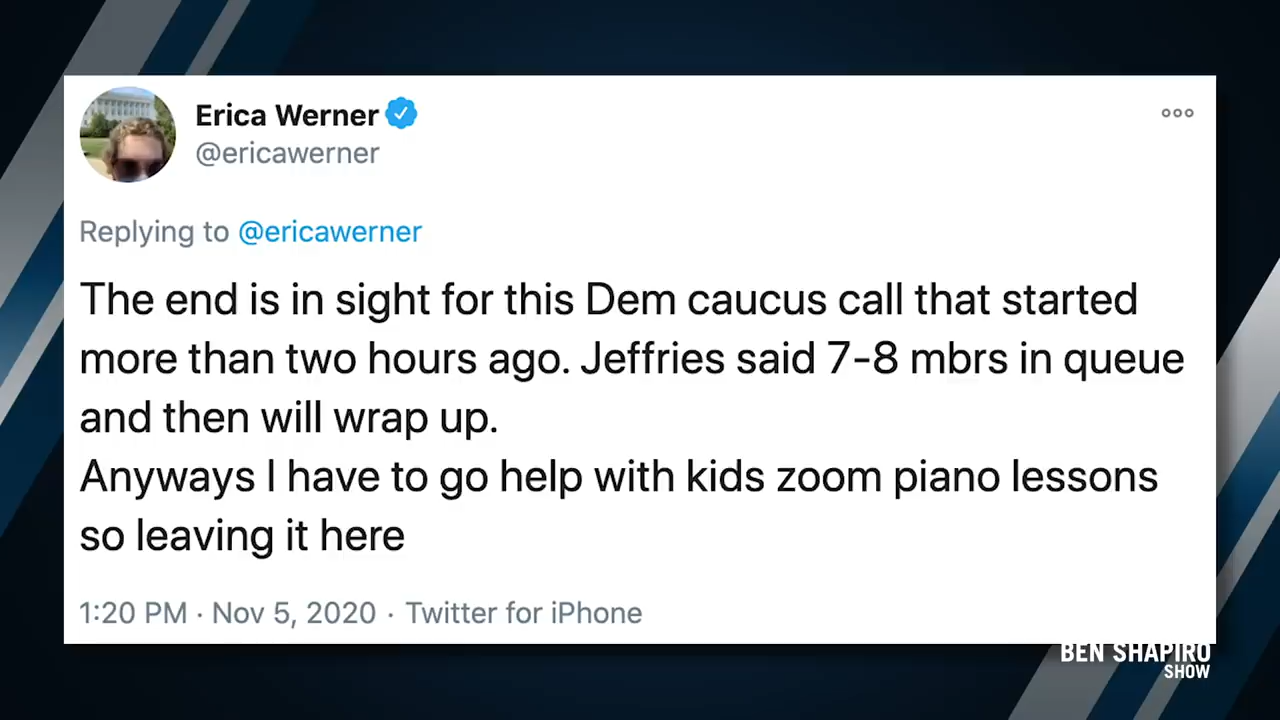 Erica Werner
@ericawerner
Replying to @ericawerner
The end is in sight for this Dem caucus call that started
more than two hours ago. Jeffries said 7-8 mbrs in queue
and then will wrap up.
Anyways I have to go help with kids zoom piano lessons
so leaving it here
1:20 PM · Nov 5, 2020 · Twitter for iPhone
BEN SHAPIRO
SHOW